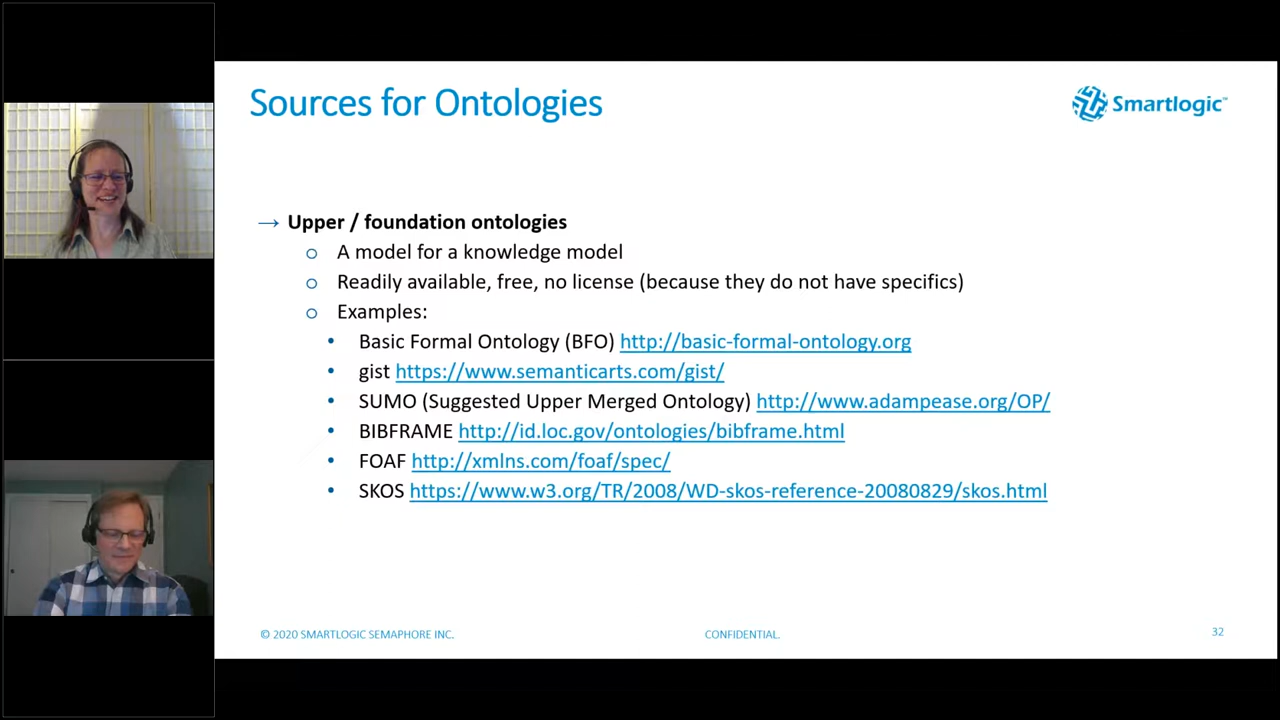 Sources for Ontologies
Smartlogic™
→ Upper / foundation ontologies
o A model for a knowledge model
o Readily available, free, no license (because they do not have specifics)
o Examples:
• Basic Formal Ontology (BFO) http://basic-formal-ontology.org
• gist https://www.semanticarts.com/gist/
• SUMO (Suggested Upper Merged Ontology) http://www.adampease.org/OP/
• BIBFRAME http://id.loc.gov/ontologies/bibframe.html
• FOAF http://xmlns.com/foaf/spec/
• SKOS https://www.w3.org/TR/2008/WD-skos-reference-20080829/skos.html
© 2020 SMARTLOGIC SEMAPHORE INC.
CONFIDENTIAL.
32